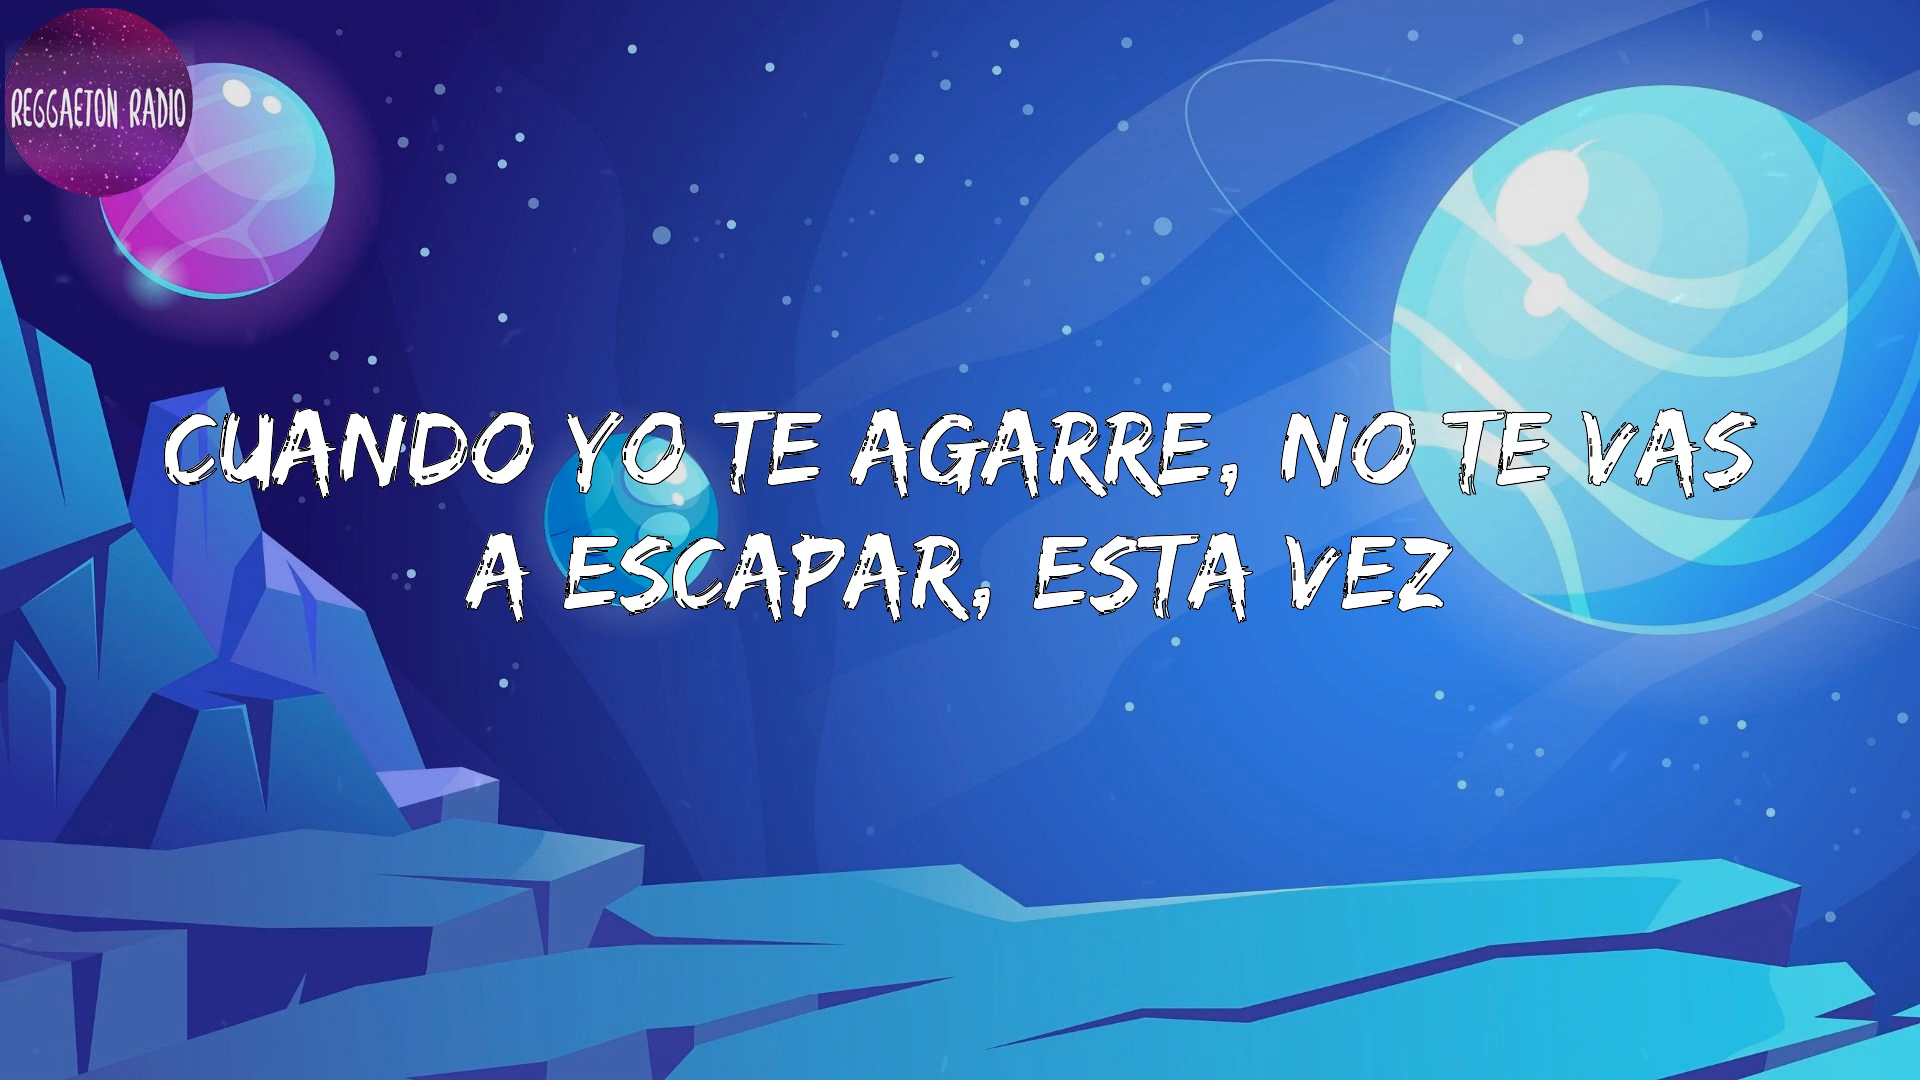 REGGAETON RADIO
CUANDO YO TE AGARRE, NO TE VAS
A ESCAPAR, ESTA VEZ